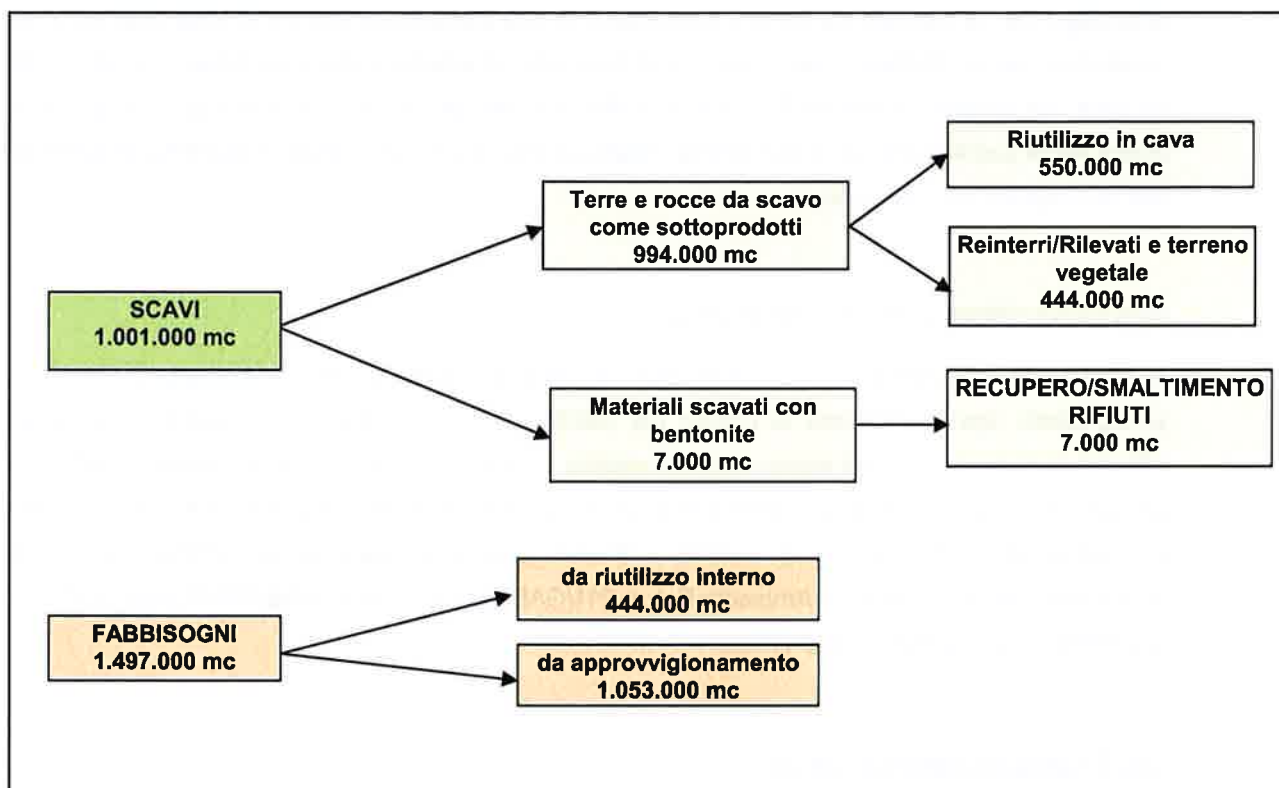 SCAVI
1.001.000 mc
Terre e rocce da scavo
come sottoprodotti
994.000 mc
Riutilizzo in cava
550.000 mc
Reinterri/Rilevati e terreno
vegetale
444.000 mc
Materiali scavati con
bentonite
7.000 mc
RECUPERO/SMALTIMENTO
RIFIUTI
7.000 mc
FABBISOGNI
1.497.000 mc
da riutilizzo interno
444.000 mc
da approvvigionamento
1.053.000 mc